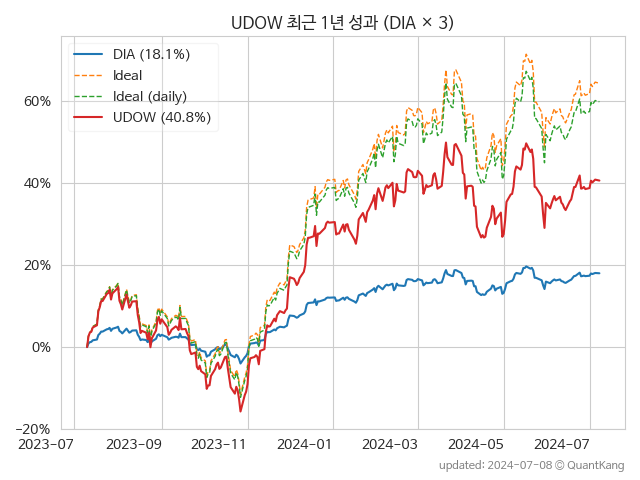 UDOW 최근 1년 성과 (DIA × 3)
DIA (18.1%)
Ideal
Ideal (daily)
UDOW (40.8%)
60%
40%
20%
0%
−20%
2023-07 2023-09 2023-11 2024-01 2024-03 2024-05 2024-07
updated: 2024-07-08 © QuantKang